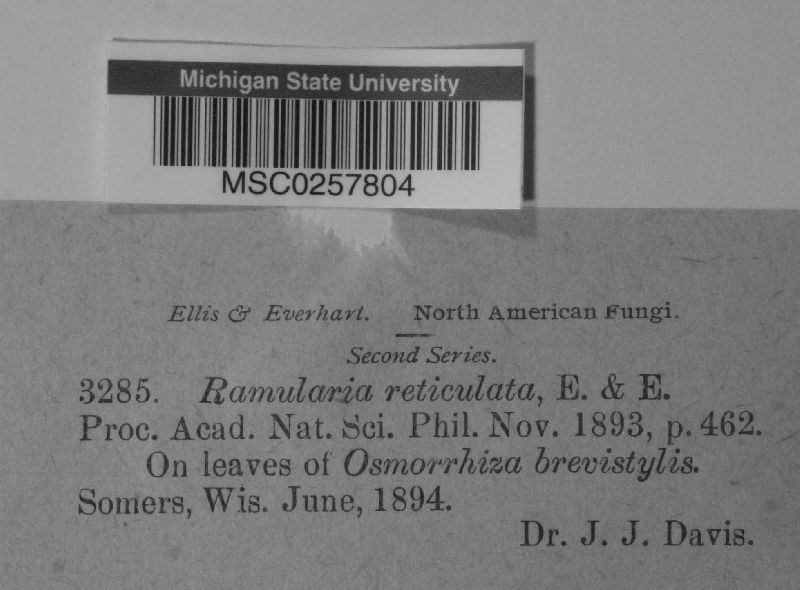 Michigan State University
MSC0257804
Ellis & Everhart. North American Fungi.
Second Series.
3285. Ramularia reticulata, E. & E.
Proc. Acad. Nat. Sci. Phil. Nov. 1893, p. 462.
On leaves of Osmorrhiza brevistylis.
Somers, Wis. June, 1894.
Dr. J. J. Davis.